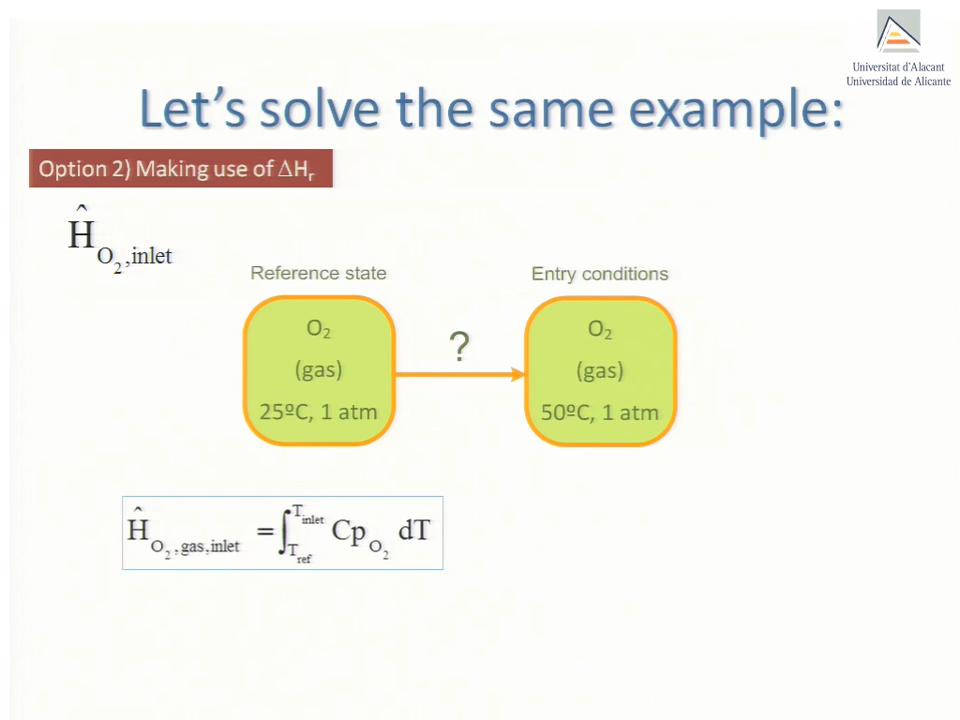 Universitat d'Alacant
Universidad de Alicante
Let's solve the same example:
Option 2) Making use of ΔHr
Ĥ O2,inlet
Reference state
Entry conditions
O2
(gas)
25ºC, 1 atm
?
O2
(gas)
50ºC, 1 atm
Ĥ O2,gas,inlet = ∫Tref^Tinlet CpO2 dT